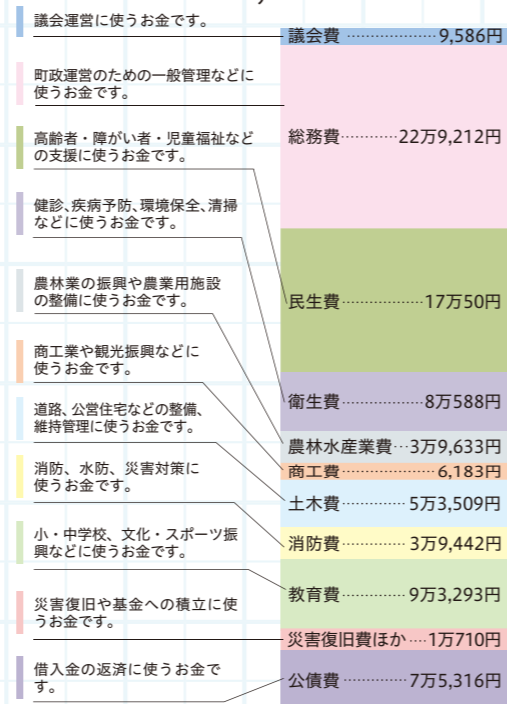 議会運営に使うお金です。
町政運営のための一般管理などに
使うお金です。
高齢者・障がい者・児童福祉など
の支援に使うお金です。
健診、疾病予防、環境保全、清掃
などに使うお金です。
農林業の振興や農業用施設
の整備に使うお金です。
商工業や観光振興などに
使うお金です。
道路、公営住宅などの整備、
維持管理に使うお金です。
消防、水防、災害対策に
使うお金です。
小・中学校、文化・スポーツ振
興などに使うお金です。
災害復旧や基金への積立に使
うお金です。
借入金の返済に使うお金で
す。
議会費 ・・・・・・・・・・・・・・・・・ 9,586円
総務費・・・・・・・・・・・22万9,212円
民生費・・・・・・・・・・・・・・・・17万50円
衛生費・・・・・・・・・・・・・・・・8万588円
農林水産業費・・・3万9,633円
商工費・・・・・・・・・・・・・・・・・・6,183円
土木費・・・・・・・・・・・・ 5万3,509円
消防費・・・・・・・・・・・・ 3万9,442円
教育費・・・・・・・・・・・・ 9万3,293円
災害復旧費ほか・・・・1万710円
公債費・・・・・・・・・・・・ 7万5,316円